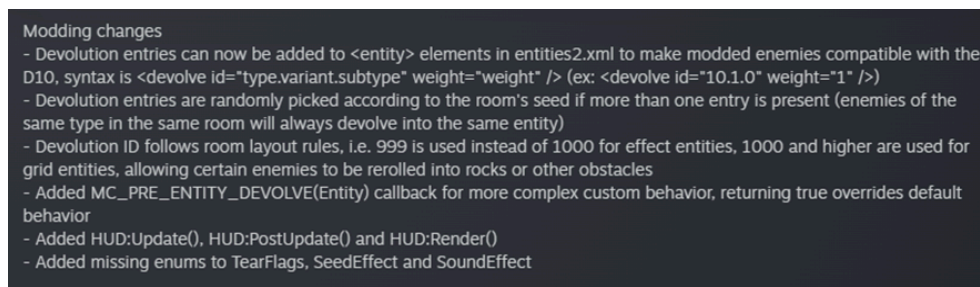 Modding changes
- Devolution entries can now be added to <entity> elements in entities2.xml to make modded enemies compatible with the
D10, syntax is <devolve id="type.variant.subtype" weight="weight" /> (ex: <devolve id="10.1.0" weight="1" />)
- Devolution entries are randomly picked according to the room's seed if more than one entry is present (enemies of the
same type in the same room will always devolve into the same entity)
- Devolution ID follows room layout rules, i.e. 999 is used instead of 1000 for effect entities, 1000 and higher are used for
grid entities, allowing certain enemies to be rerolled into rocks or other obstacles
- Added MC_PRE_ENTITY_DEVOLVE(Entity) callback for more complex custom behavior, returning true overrides default
behavior
- Added HUD:Update(), HUD:PostUpdate() and HUD:Render()
- Added missing enums to TearFlags, SeedEffect and SoundEffect